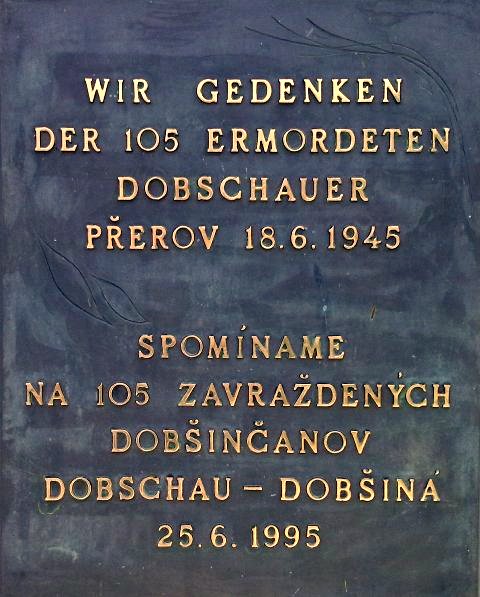 WIR GEDENKEN
DER 105 ERMORDETEN
DOBSCHAUER
PŘEROV 18.6.1945
SPOMÍNAME
NA 105 ZAVRAŽDENÝCH
DOBŠINČANOV
DOBSCHAU – DOBŠINÁ
25.6.1995